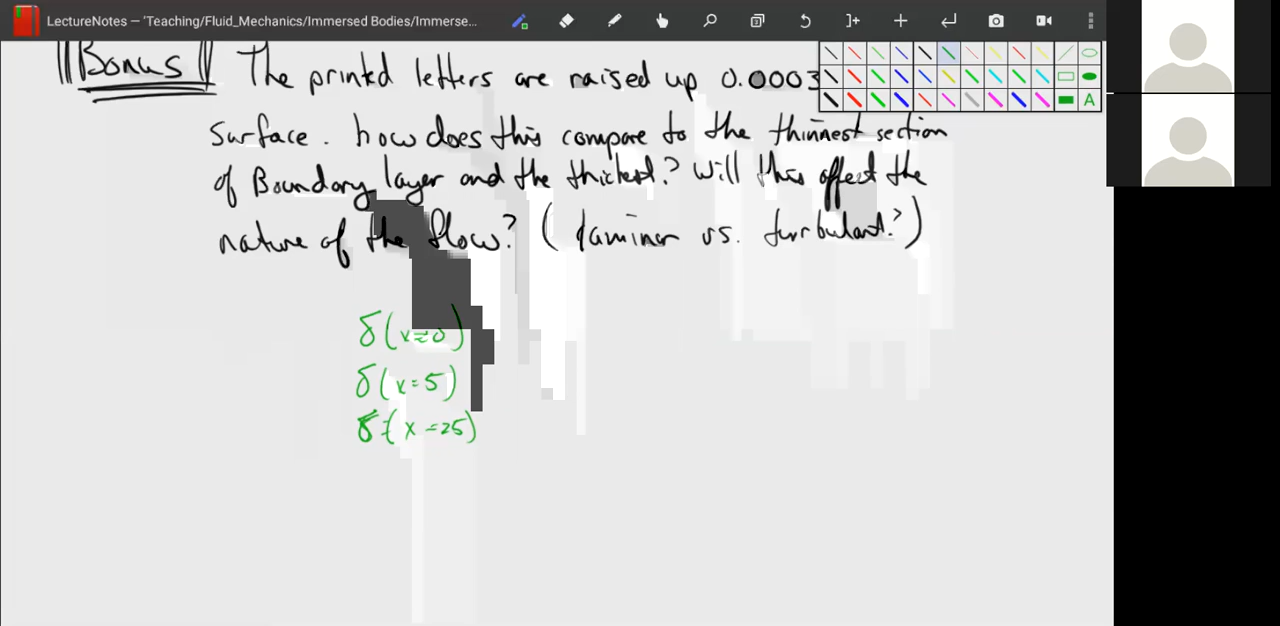 LectureNotes — 'Teaching/Fluid_Mechanics/Immersed Bodies/Immerse...
Bonus The printed letters are raised up 0.0003
surface. how does this compare to the thinnest section
of Boundary layer and the thickest? Will this affect the
nature of the flow? (laminar vs. turbulant?)
δ(x=0)
δ(x=5)
δ(x=25)
A